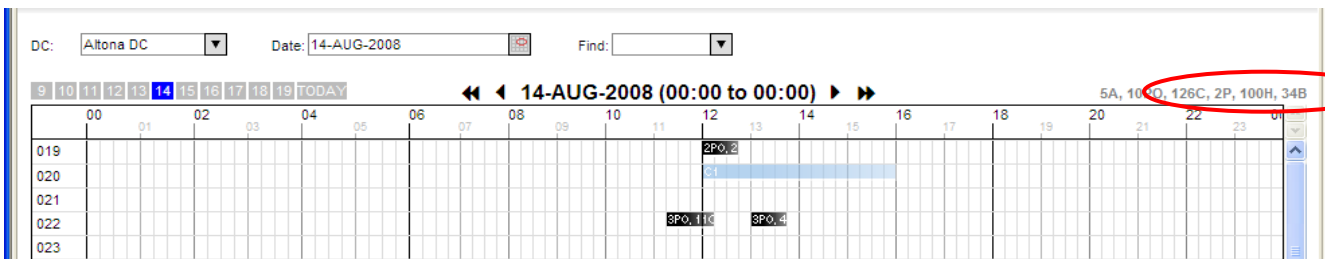 DC: Altona DC Date: 14-AUG-2008 Find:
9 10 11 12 13 14 15 16 17 18 19 TODAY 14-AUG-2008 (00:00 to 00:00) 5A, 10PO, 126C, 2P, 100H, 34B
00 02 04 06 08 10 12 14 16 18 20 22
01 03 05 07 09 11 13 15 17 19 21 23
019 2PO, 2
020 C1
021
022 3PO, 11C 3PO, 4
023